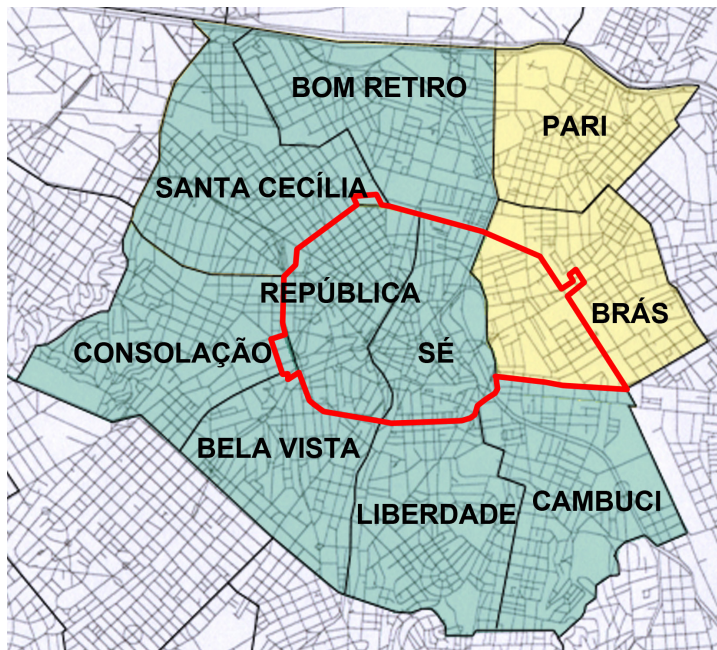 BOM RETIRO
PARI
SANTA CECÍLIA
REPÚBLICA
BRÁS
CONSOLAÇÃO
SÉ
BELA VISTA
LIBERDADE
CAMBUCI